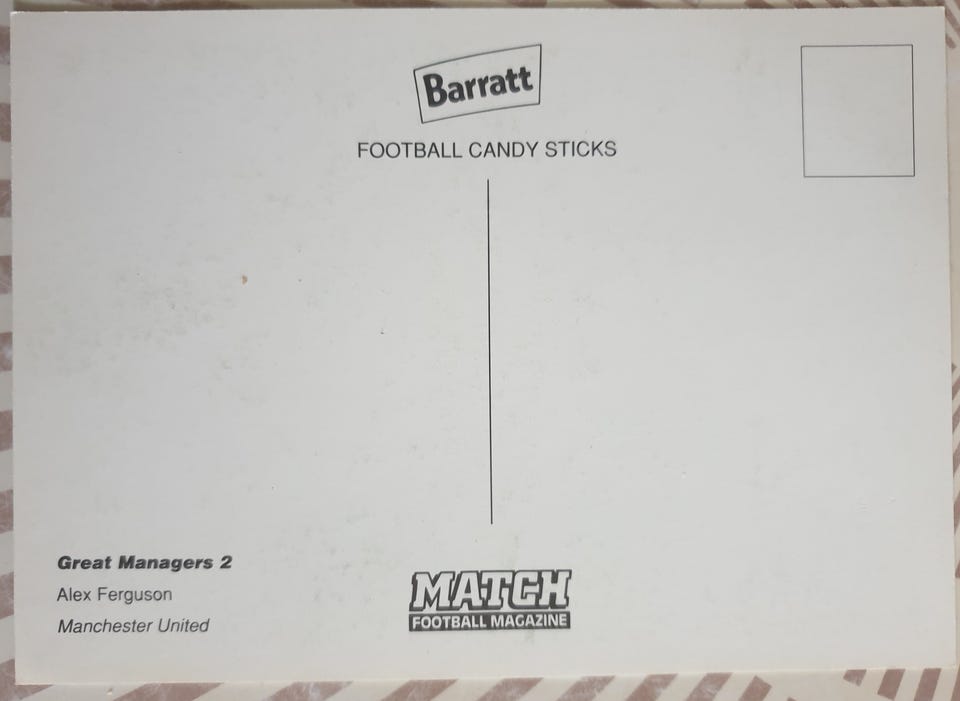 Barratt
FOOTBALL CANDY STICKS
Great Managers 2
Alex Ferguson
Manchester United
MATCH
FOOTBALL MAGAZINE